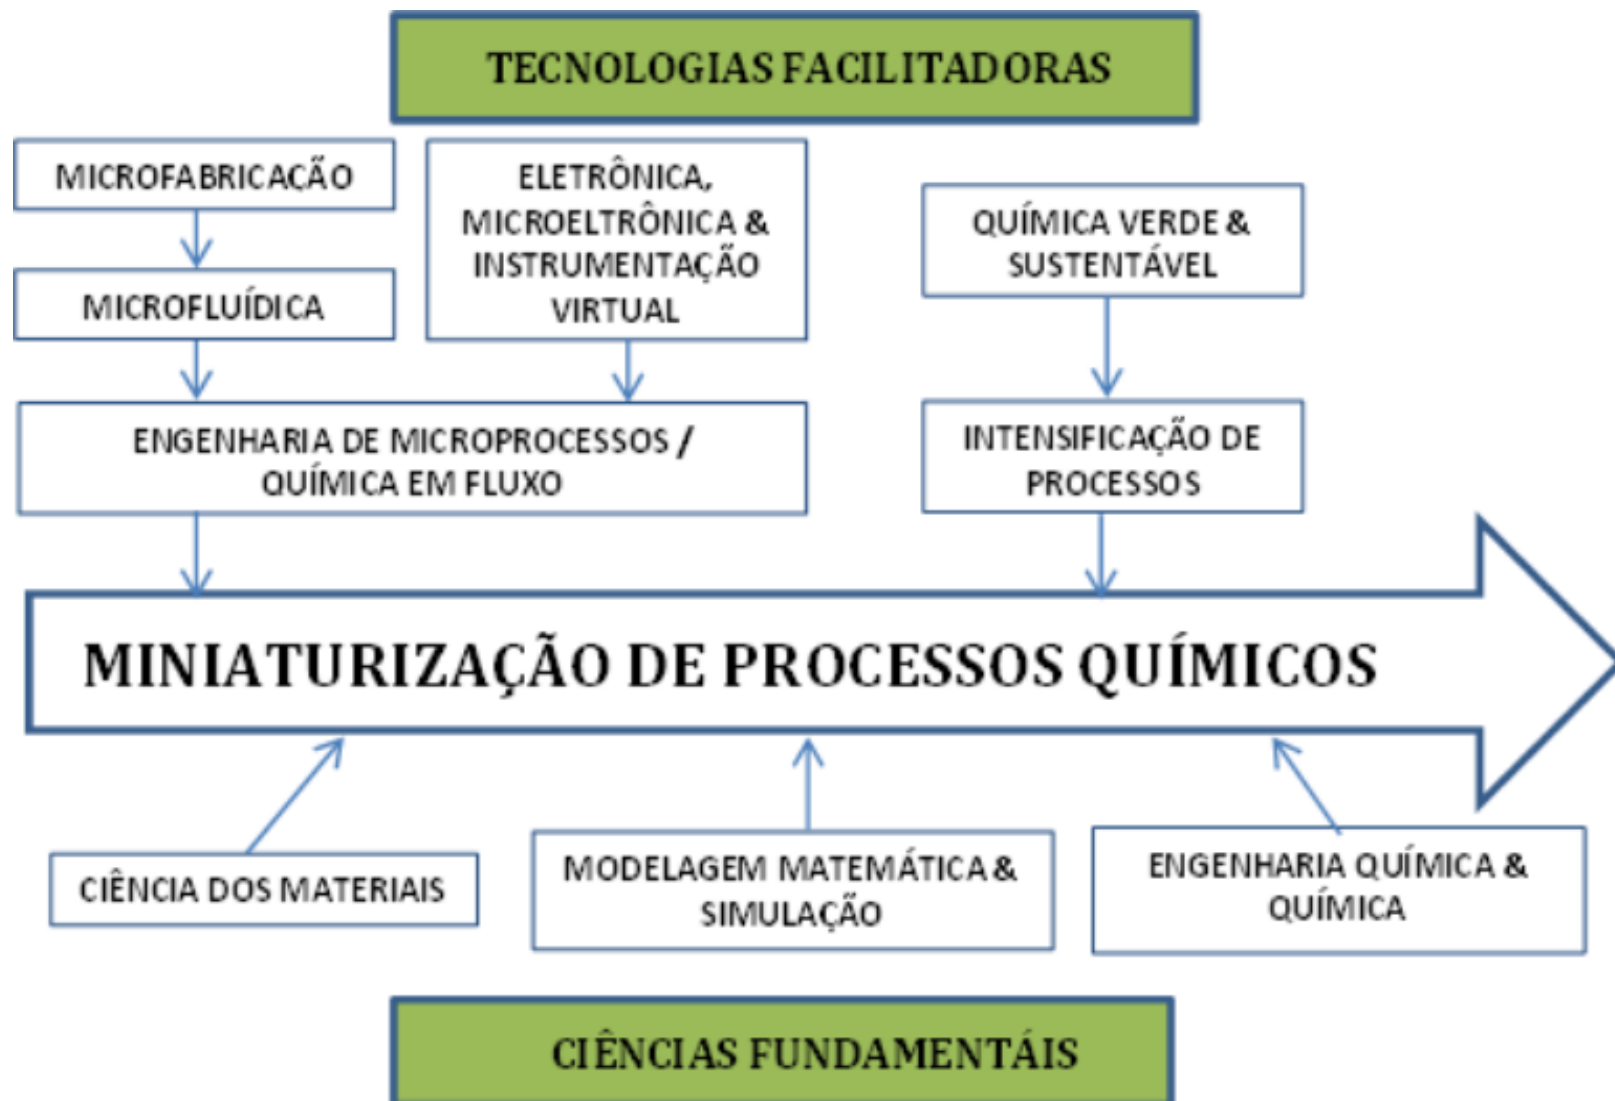 TECNOLOGIAS FACILITADORAS
MICROFABRICAÇÃO
MICROFLUÍDICA
ELETRÔNICA,
MICROELTRÔNICA &
INSTRUMENTAÇÃO
VIRTUAL
QUÍMICA VERDE &
SUSTENTÁVEL
ENGENHARIA DE MICROPROCESSOS /
QUÍMICA EM FLUXO
INTENSIFICAÇÃO DE
PROCESSOS
MINIATURIZAÇÃO DE PROCESSOS QUÍMICOS
CIÊNCIA DOS MATERIAIS
MODELAGEM MATEMÁTICA &
SIMULAÇÃO
ENGENHARIA QUÍMICA &
QUÍMICA
CIÊNCIAS FUNDAMENTÁIS